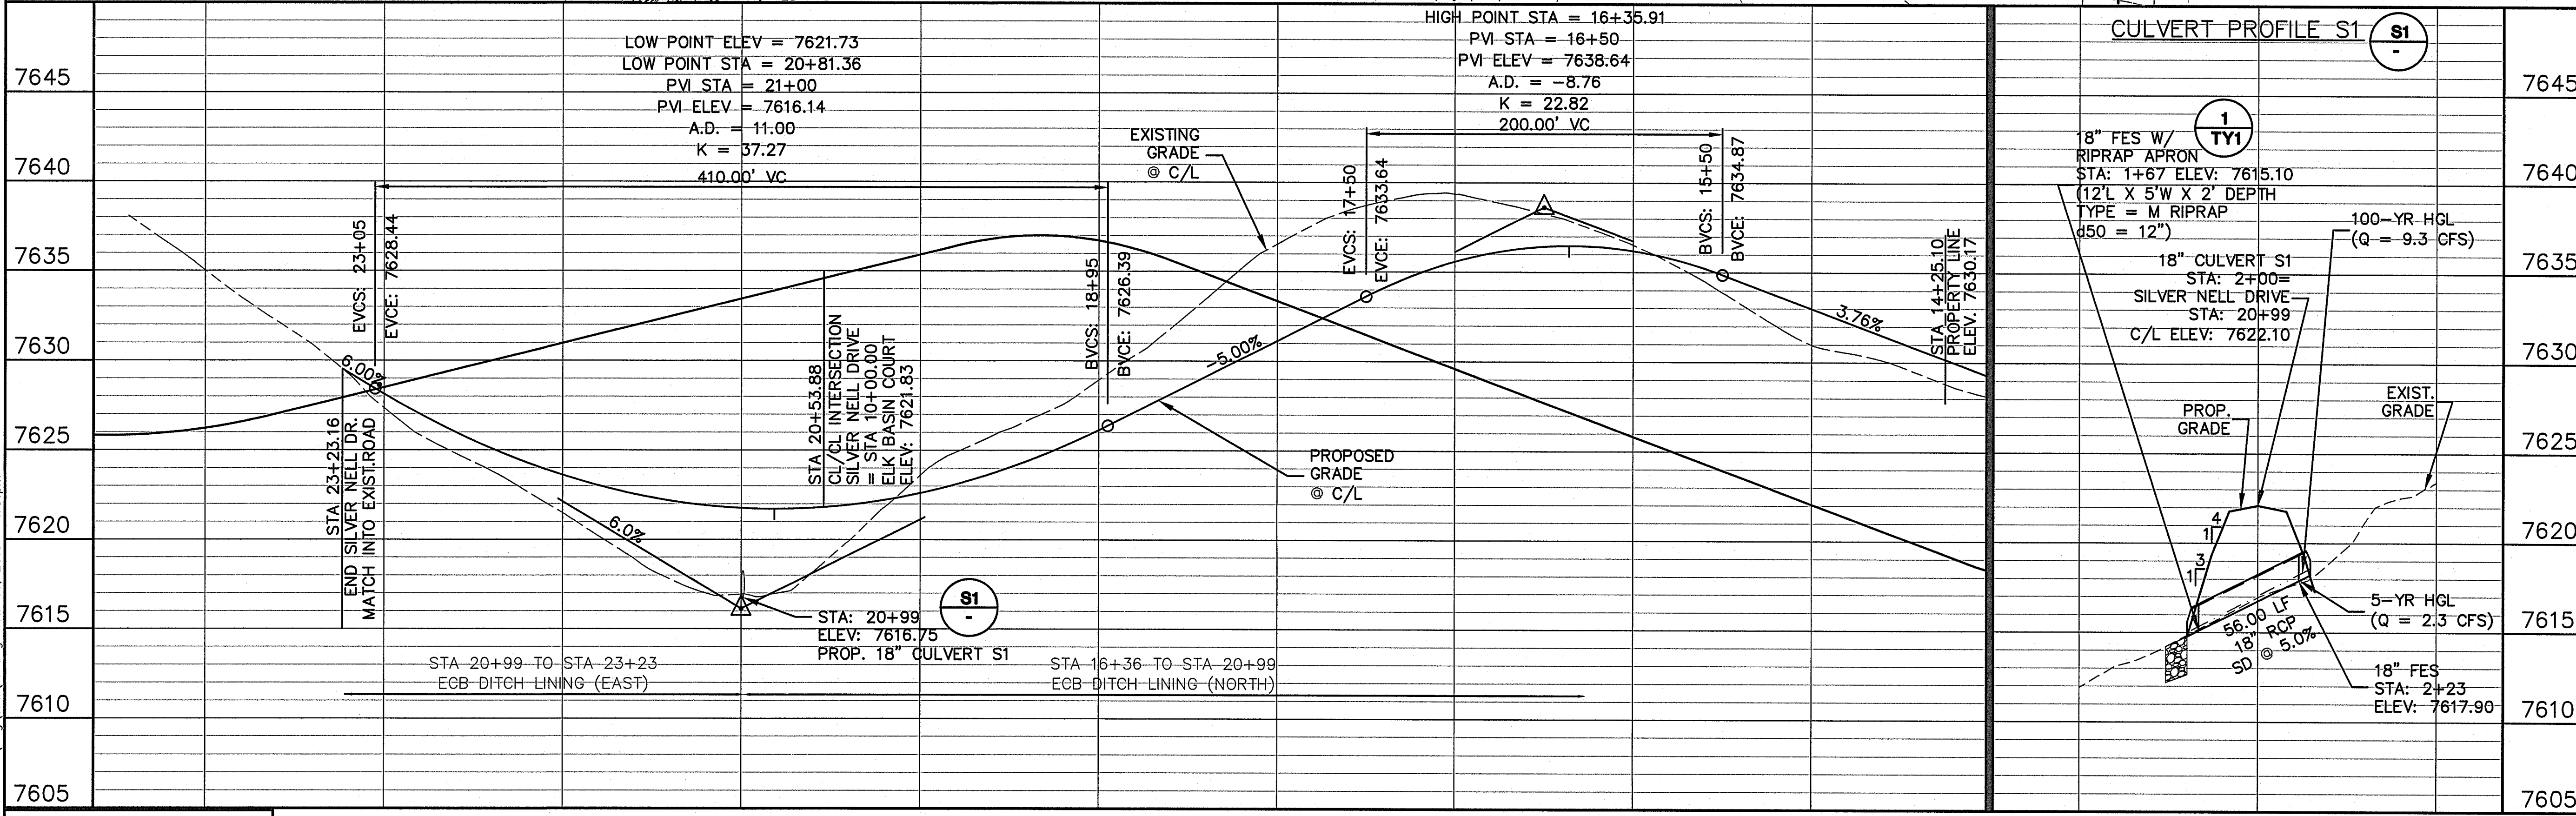 7645
7640
7635
7630
7625
7620
7615
7610
7605
LOW POINT ELEV = 7621.73
LOW POINT STA = 20+81.36
PVI STA = 21+00
PVI ELEV = 7616.14
A.D. = 11.00
K = 37.27
410.00' VC
EVCS: 23+05
EVCE: 7628.44
6.00%
STA 23+23.16
END SILVER NELL DR.
MATCH INTO EXIST.ROAD
6.0%
STA 20+53.88
CL/CL INTERSECTION
SILVER NELL DRIVE
= STA 10+00.00
ELK BASIN COURT
ELEV: 7621.83
BVCS: 18+95
BVCE: 7626.39
EXISTING
GRADE
@ C/L
HIGH POINT STA = 16+35.91
PVI STA = 16+50
PVI ELEV = 7638.64
A.D. = -8.76
K = 22.82
200.00' VC
EVCS: 17+50
EVCE: 7633.64
BVCS: 15+50
BVCE: 7634.87
-5.00%
3.76%
STA 14+25.10
PROPERTY LINE
ELEV. 7630.17
PROPOSED
GRADE
@ C/L
STA: 20+99
ELEV: 7616.75
PROP. 18" CULVERT S1
S1
-
STA 20+99 TO STA 23+23
ECB DITCH LINING (EAST)
STA 16+36 TO STA 20+99
ECB DITCH LINING (NORTH)
CULVERT PROFILE S1
S1
-
1
TY1
18" FES W/
RIPRAP APRON
STA: 1+67 ELEV: 7615.10
(12'L X 5'W X 2' DEPTH
TYPE = M RIPRAP
d50 = 12")
100-YR HGL
(Q = 9.3 CFS)
18" CULVERT S1
STA: 2+00=
SILVER NELL DRIVE
STA: 20+99
C/L ELEV: 7622.10
PROP.
GRADE
EXIST.
GRADE
4
1
3
1
56.00 LF
18" RCP
SD @ 5.0%
5-YR HGL
(Q = 2.3 CFS)
18" FES
STA: 2+23
ELEV: 7617.90
7645
7640
7635
7630
7625
7620
7615
7610
7605